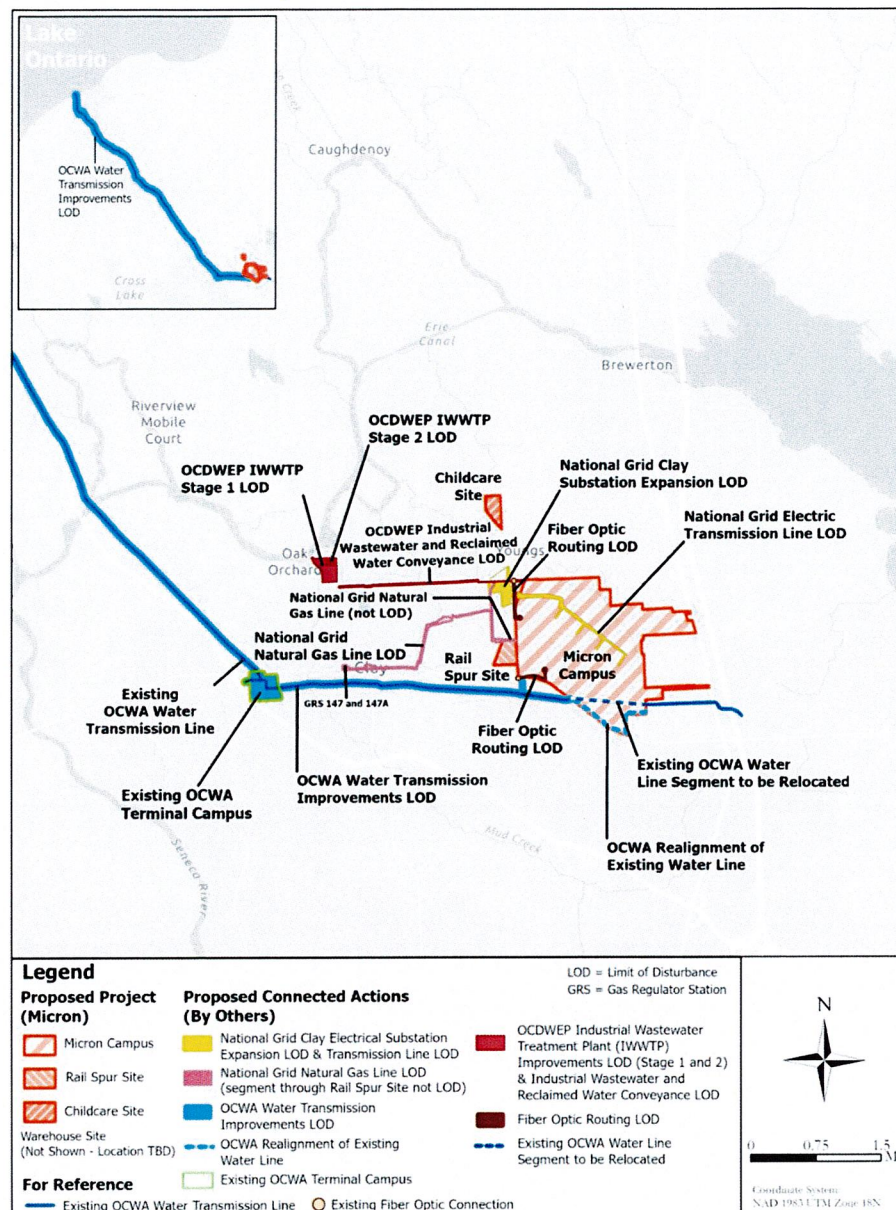 Lake
Ontario
OCWA Water
Transmission
Improvements
LOD
Creek
Caughdenoy
Cross
Lake
Erie
Canal
Brewerton
Riverview
Mobile
Court
OCDWEP IWWTP
Stage 2 LOD
OCDWEP IWWTP
Stage 1 LOD
Childcare
Site
National Grid Clay
Substation Expansion LOD
OCDWEP Industrial
Wastewater and Reclaimed
Water Conveyance LOD
Fiber Optic
Routing LOD
National Grid Electric
Transmission Line LOD
Oak
Orchard
Youngs
National Grid Natural
Gas Line (not LOD)
National Grid
Natural Gas Line LOD
Clay
Rail
Spur Site
Micron
Campus
GRS 147 and 147A
Existing
OCWA Water
Transmission Line
Fiber Optic
Routing LOD
Existing OCWA
Terminal Campus
OCWA Water Transmission
Improvements LOD
Existing OCWA Water
Line Segment to be Relocated
OCWA Realignment of
Existing Water Line
Mud Creek
Seneca River
Legend
LOD = Limit of Disturbance
GRS = Gas Regulator Station
Proposed Project
(Micron)
Micron Campus
Rail Spur Site
Childcare Site
Warehouse Site
(Not Shown - Location TBD)
Proposed Connected Actions
(By Others)
National Grid Clay Electrical Substation
Expansion LOD & Transmission Line LOD
National Grid Natural Gas Line LOD
(segment through Rail Spur Site not LOD)
OCWA Water Transmission
Improvements LOD
OCWA Realignment of Existing
Water Line
Existing OCWA Terminal Campus
OCDWEP Industrial Wastewater
Treatment Plant (IWWTP)
Improvements LOD (Stage 1 and 2)
& Industrial Wastewater and
Reclaimed Water Conveyance LOD
Fiber Optic Routing LOD
Existing OCWA Water Line
Segment to be Relocated
For Reference
Existing OCWA Water Transmission Line
Existing Fiber Optic Connection
N
0 0.75 1.5
M
Coordinate System:
NAD 1983 UTM Zone 18N